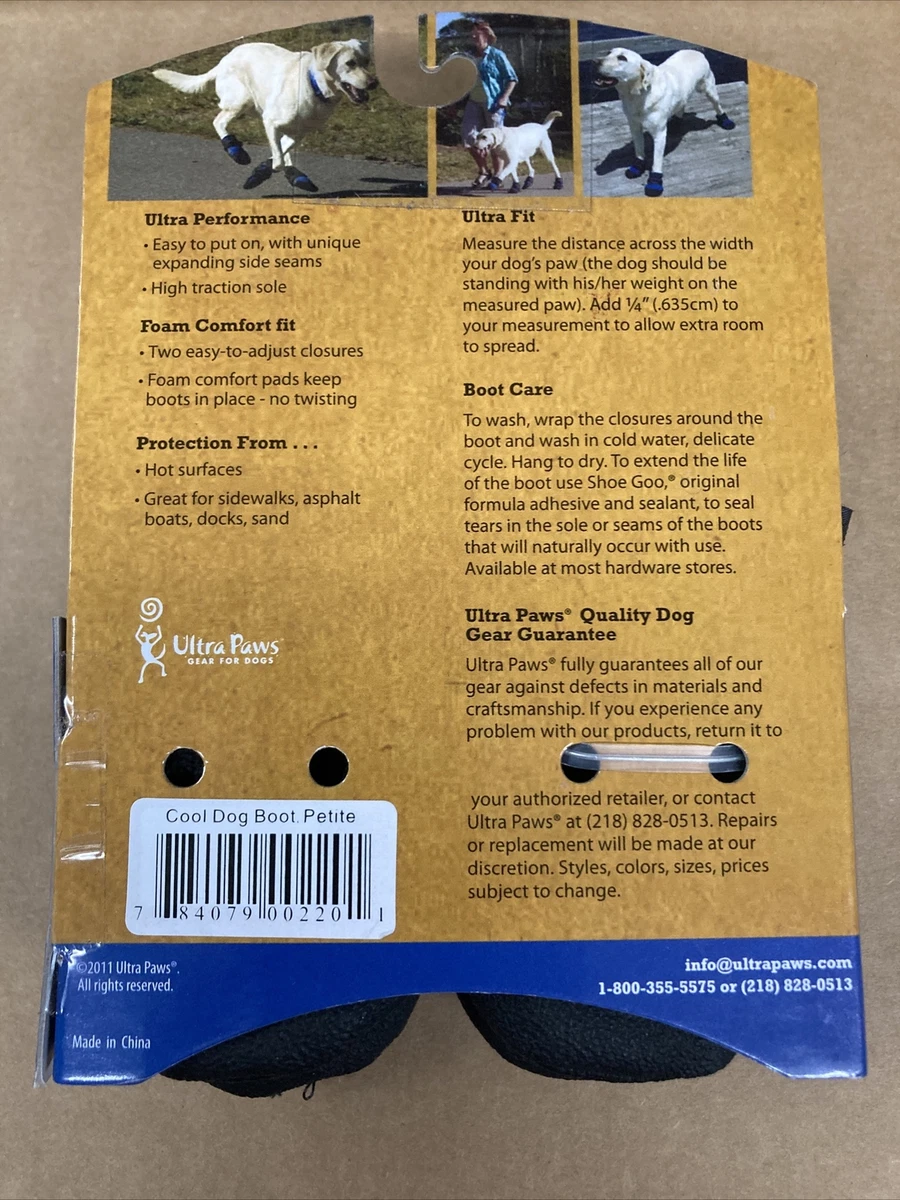 Ultra Performance
• Easy to put on, with unique
expanding side seams
• High traction sole
Foam Comfort fit
• Two easy-to-adjust closures
• Foam comfort pads keep
boots in place - no twisting
Protection From . . .
• Hot surfaces
• Great for sidewalks, asphalt
boats, docks, sand
Ultra Paws™
GEAR FOR DOGS
Cool Dog Boot. Petite
7 84079 00220 1
Ultra Fit
Measure the distance across the width
your dog's paw (the dog should be
standing with his/her weight on the
measured paw). Add ¼" (.635cm) to
your measurement to allow extra room
to spread.
Boot Care
To wash, wrap the closures around the
boot and wash in cold water, delicate
cycle. Hang to dry. To extend the life
of the boot use Shoe Goo,® original
formula adhesive and sealant, to seal
tears in the sole or seams of the boots
that will naturally occur with use.
Available at most hardware stores.
Ultra Paws® Quality Dog
Gear Guarantee
Ultra Paws® fully guarantees all of our
gear against defects in materials and
craftsmanship. If you experience any
problem with our products, return it to
your authorized retailer, or contact
Ultra Paws® at (218) 828-0513. Repairs
or replacement will be made at our
discretion. Styles, colors, sizes, prices
subject to change.
©2011 Ultra Paws®.
All rights reserved.
Made in China
info@ultrapaws.com
1-800-355-5575 or (218) 828-0513